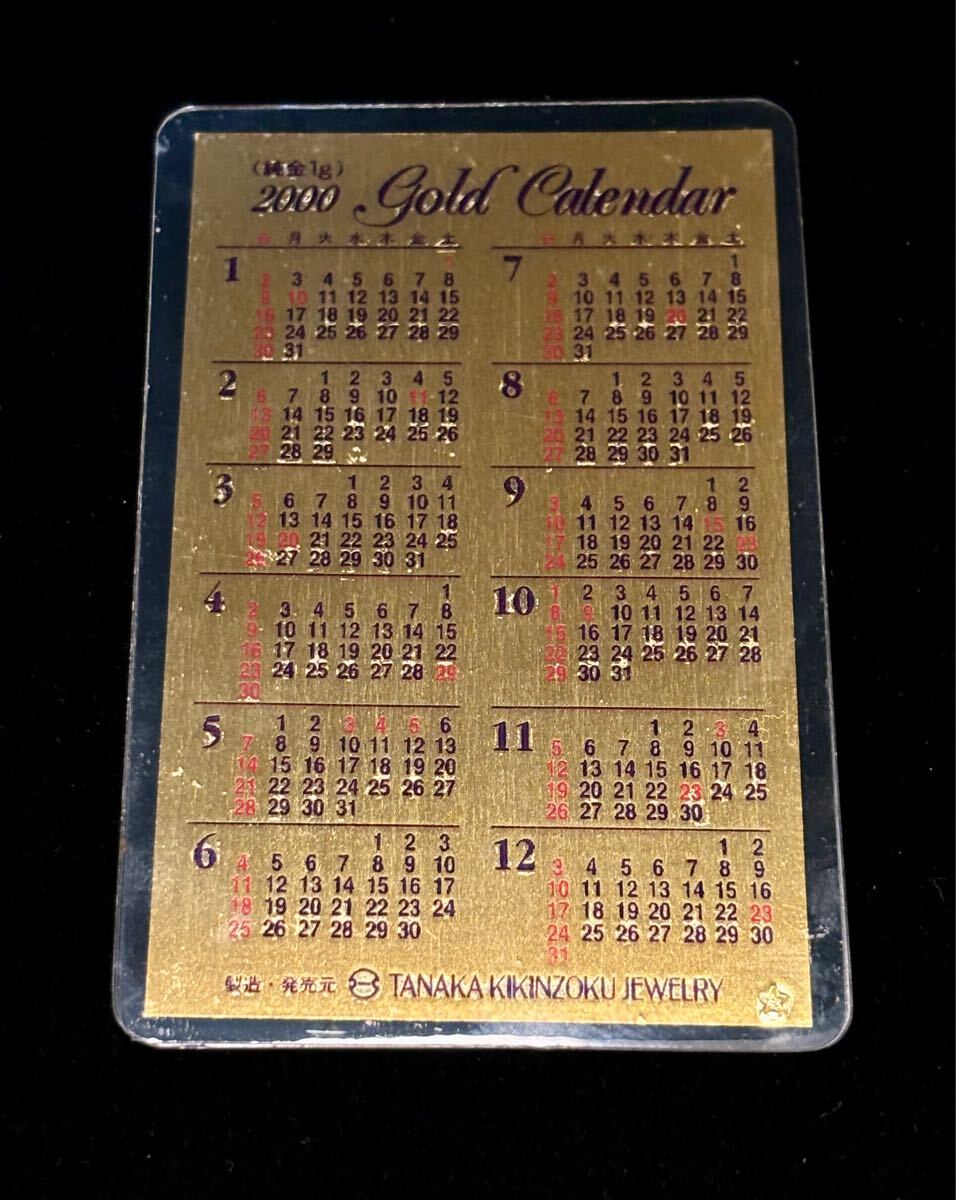 (純金1g)
2000 Gold Calendar
日 月 火 水 木 金 土
1
1
2 3 4 5 6 7 8
9 10 11 12 13 14 15
16 17 18 19 20 21 22
23 24 25 26 27 28 29
30 31
2
1 2 3 4 5
6 7 8 9 10 11 12
13 14 15 16 17 18 19
20 21 22 23 24 25 26
27 28 29
3
1 2 3 4
5 6 7 8 9 10 11
12 13 14 15 16 17 18
19 20 21 22 23 24 25
26 27 28 29 30 31
4
1
2 3 4 5 6 7 8
9 10 11 12 13 14 15
16 17 18 19 20 21 22
23 24 25 26 27 28 29
30
5
1 2 3 4 5 6
7 8 9 10 11 12 13
14 15 16 17 18 19 20
21 22 23 24 25 26 27
28 29 30 31
6
1 2 3
4 5 6 7 8 9 10
11 12 13 14 15 16 17
18 19 20 21 22 23 24
25 26 27 28 29 30
日 月 火 水 木 金 土
7
1
2 3 4 5 6 7 8
9 10 11 12 13 14 15
16 17 18 19 20 21 22
23 24 25 26 27 28 29
30 31
8
1 2 3 4 5
6 7 8 9 10 11 12
13 14 15 16 17 18 19
20 21 22 23 24 25 26
27 28 29 30 31
9
1 2
3 4 5 6 7 8 9
10 11 12 13 14 15 16
17 18 19 20 21 22 23
24 25 26 27 28 29 30
10
1 2 3 4 5 6 7
8 9 10 11 12 13 14
15 16 17 18 19 20 21
22 23 24 25 26 27 28
29 30 31
11
1 2 3 4
5 6 7 8 9 10 11
12 13 14 15 16 17 18
19 20 21 22 23 24 25
26 27 28 29 30
12
1 2
3 4 5 6 7 8 9
10 11 12 13 14 15 16
17 18 19 20 21 22 23
24 25 26 27 28 29 30
31
製造・発売元 TANAKA KIKINZOKU JEWELRY